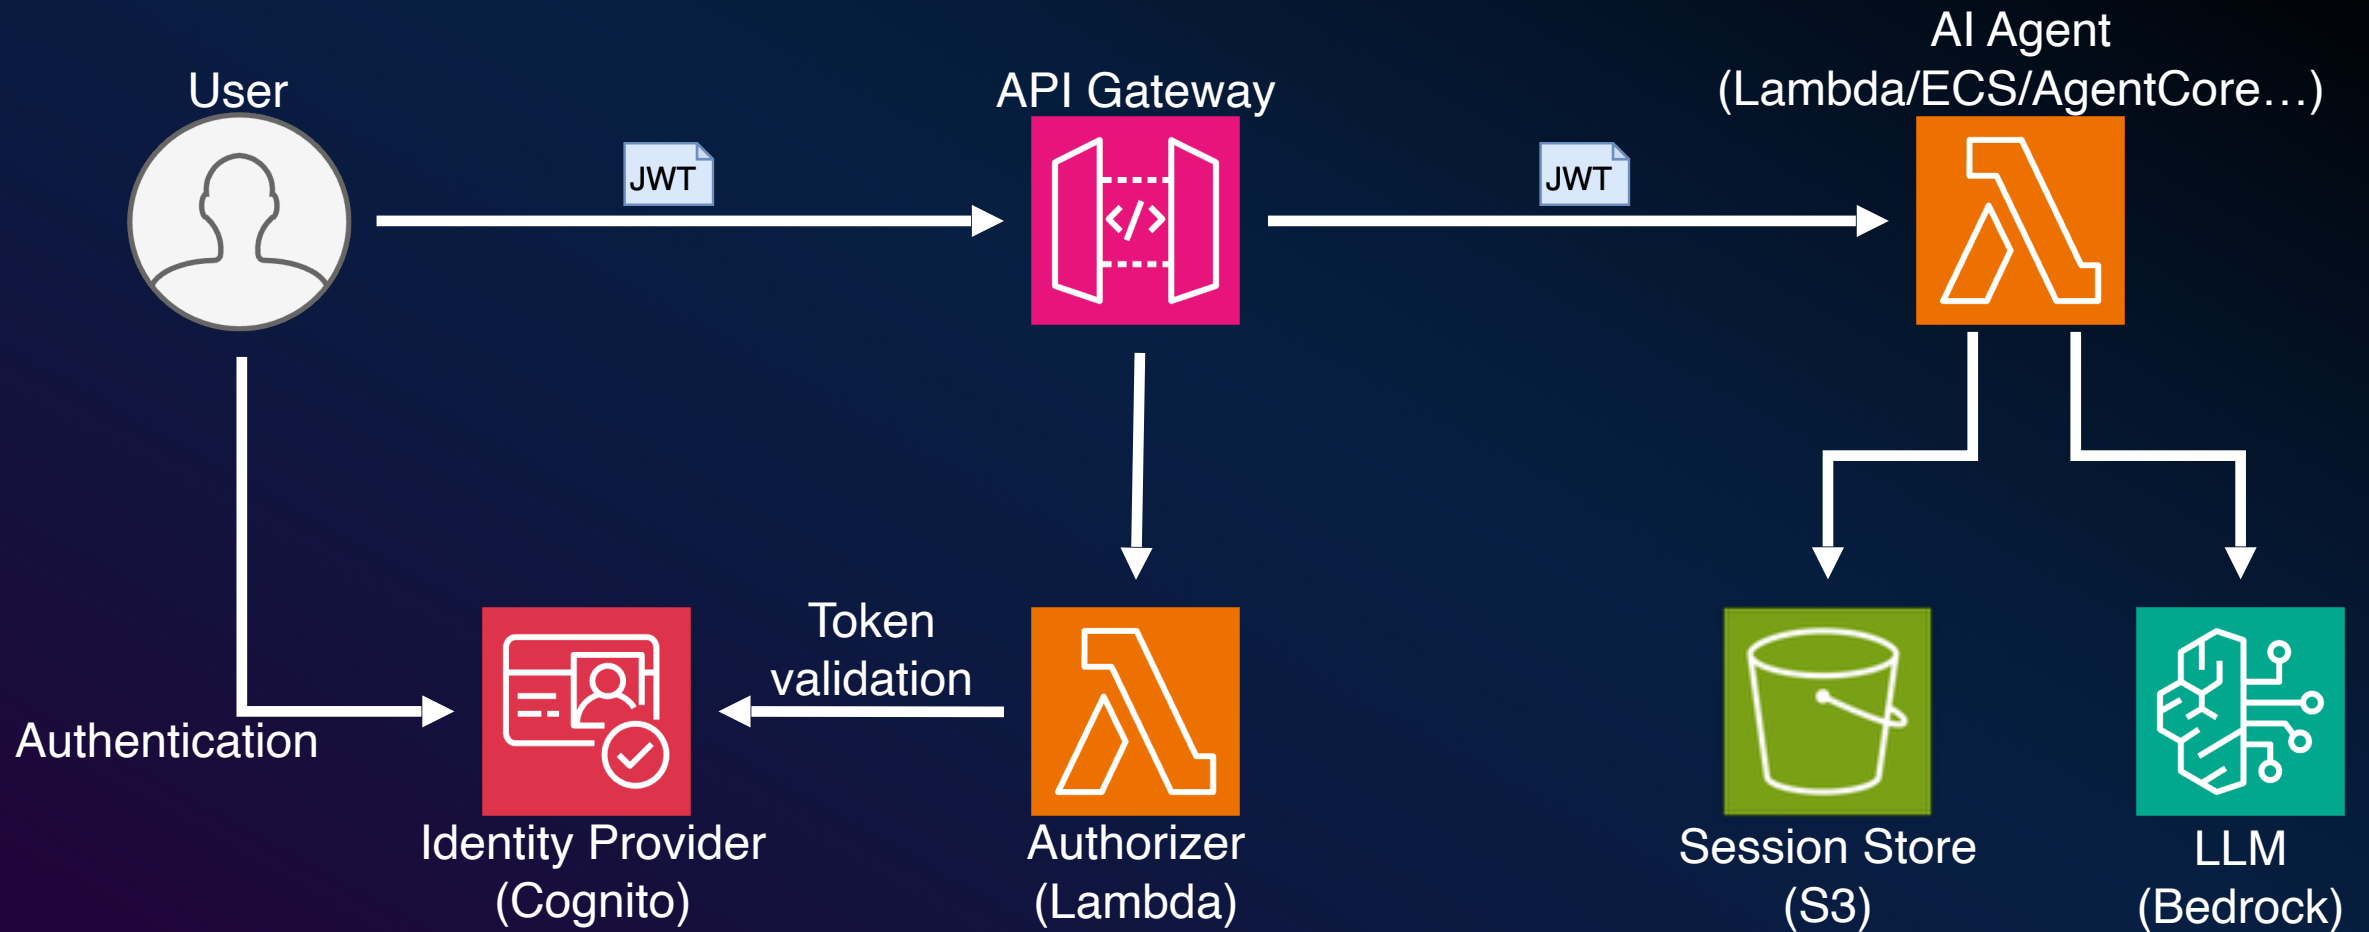 User
API Gateway
AI Agent
(Lambda/ECS/AgentCore…)
JWT
</>
JWT
Authentication
Token
validation
Identity Provider
(Cognito)
Authorizer
(Lambda)
Session Store
(S3)
LLM
(Bedrock)